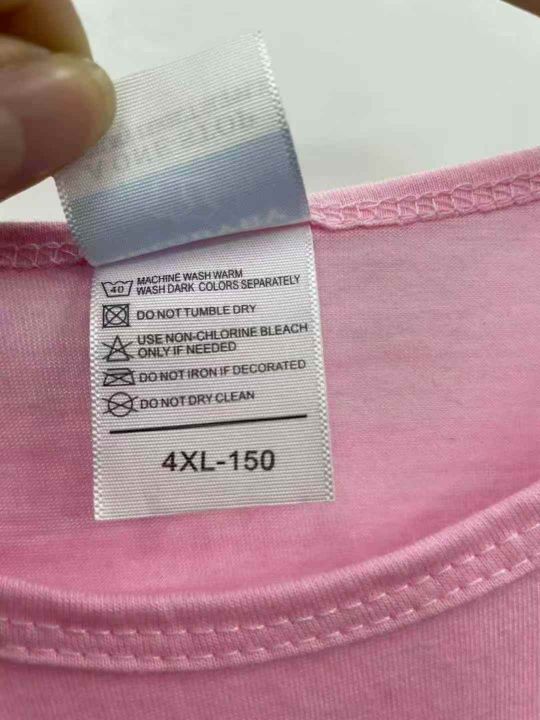 40
MACHINE WASH WARM
WASH DARK COLORS SEPARATELY
DO NOT TUMBLE DRY
USE NON-CHLORINE BLEACH
ONLY IF NEEDED
DO NOT IRON IF DECORATED
DO NOT DRY CLEAN
4XL-150